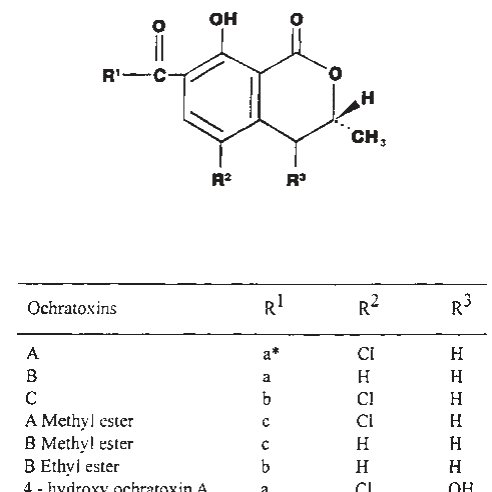 O OH O
R¹ C O
H
CH₃
R² R³
Ochratoxins R¹ R² R³
A a* Cl H
B a H H
C b Cl H
A Methyl ester c Cl H
B Methyl ester c H H
B Ethyl ester b H H
4 - hydroxy ochratoxin A a Cl OH